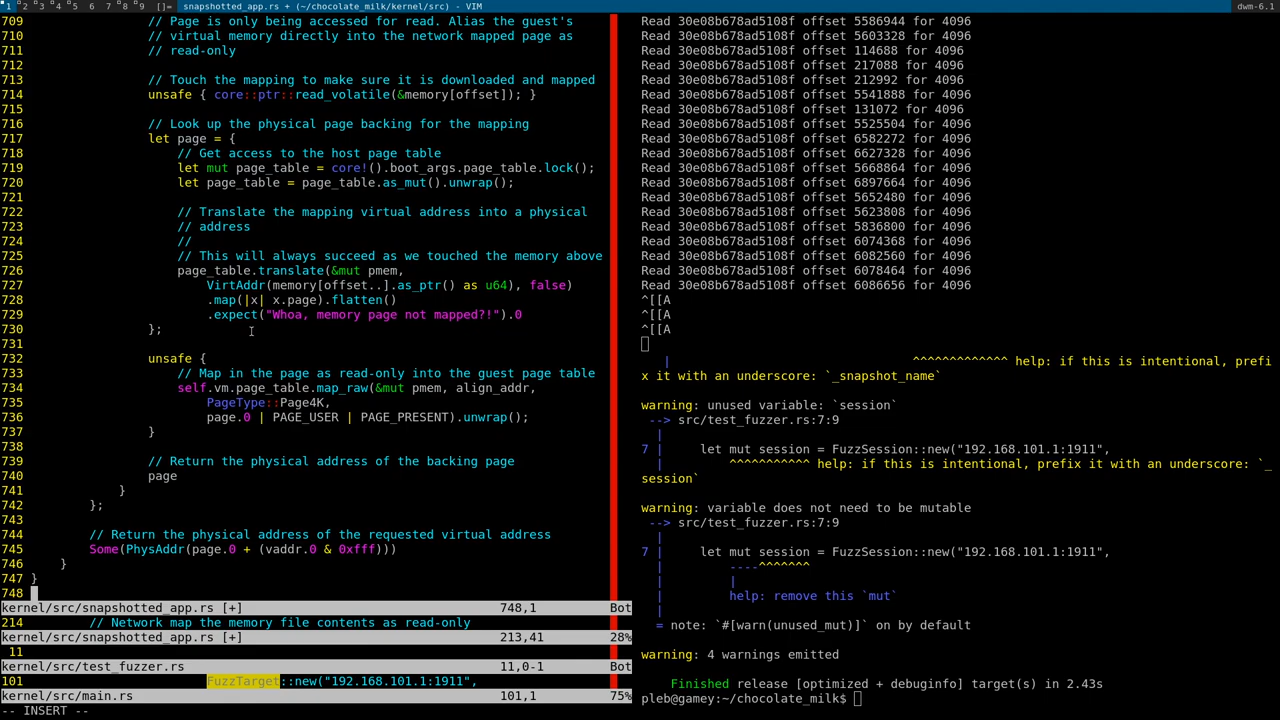 1 2 3 4 5 6 7 8 9 []= snapshotted_app.rs + (~/chocolate_milk/kernel/src) - VIM dwm-6.1
709 // Page is only being accessed for read. Alias the guest's
710 // virtual memory directly into the network mapped page as
711 // read-only
712
713 // Touch the mapping to make sure it is downloaded and mapped
714 unsafe { core::ptr::read_volatile(&memory[offset]); }
715
716 // Look up the physical page backing for the mapping
717 let page = {
718 // Get access to the host page table
719 let mut page_table = core!().boot_args.page_table.lock();
720 let page_table = page_table.as_mut().unwrap();
721
722 // Translate the mapping virtual address into a physical
723 // address
724 //
725 // This will always succeed as we touched the memory above
726 page_table.translate(&mut pmem,
727 VirtAddr(memory[offset..].as_ptr() as u64), false)
728 .map(|x| x.page).flatten()
729 .expect("Whoa, memory page not mapped?!").0
730 };
731
732 unsafe {
733 // Map in the page as read-only into the guest page table
734 self.vm.page_table.map_raw(&mut pmem, align_addr,
735 PageType::Page4K,
736 page.0 | PAGE_USER | PAGE_PRESENT).unwrap();
737 }
738
739 // Return the physical address of the backing page
740 page
741 }
742 };
743
744 // Return the physical address of the requested virtual address
745 Some(PhysAddr(page.0 + (vaddr.0 & 0xfff)))
746 }
747 }
748
kernel/src/snapshotted_app.rs [+] 748,1 Bot
214 // Network map the memory file contents as read-only
kernel/src/snapshotted_app.rs [+] 213,41 28%
11
kernel/src/test_fuzzer.rs 11,0-1 Bot
101 FuzzTarget::new("192.168.101.1:1911",
kernel/src/main.rs 101,1 75%
-- INSERT --
Read 30e08b678ad5108f offset 5586944 for 4096
Read 30e08b678ad5108f offset 5603328 for 4096
Read 30e08b678ad5108f offset 114688 for 4096
Read 30e08b678ad5108f offset 217088 for 4096
Read 30e08b678ad5108f offset 212992 for 4096
Read 30e08b678ad5108f offset 5541888 for 4096
Read 30e08b678ad5108f offset 131072 for 4096
Read 30e08b678ad5108f offset 5525504 for 4096
Read 30e08b678ad5108f offset 6582272 for 4096
Read 30e08b678ad5108f offset 6627328 for 4096
Read 30e08b678ad5108f offset 5668864 for 4096
Read 30e08b678ad5108f offset 6897664 for 4096
Read 30e08b678ad5108f offset 5652480 for 4096
Read 30e08b678ad5108f offset 5623808 for 4096
Read 30e08b678ad5108f offset 5836800 for 4096
Read 30e08b678ad5108f offset 6074368 for 4096
Read 30e08b678ad5108f offset 6082560 for 4096
Read 30e08b678ad5108f offset 6078464 for 4096
Read 30e08b678ad5108f offset 6086656 for 4096
^[[A
^[[A
^[[A
| ^^^^^^^^^^^^^ help: if this is intentional, prefi
x it with an underscore: `_snapshot_name`
warning: unused variable: `session`
--> src/test_fuzzer.rs:7:9
|
7 | let mut session = FuzzSession::new("192.168.101.1:1911",
| ^^^^^^^^^^^ help: if this is intentional, prefix it with an underscore: `_
session`
warning: variable does not need to be mutable
--> src/test_fuzzer.rs:7:9
|
7 | let mut session = FuzzSession::new("192.168.101.1:1911",
| ----^^^^^^^
| |
| help: remove this `mut`
|
= note: `#[warn(unused_mut)]` on by default
warning: 4 warnings emitted
Finished release [optimized + debuginfo] target(s) in 2.43s
pleb@gamey:~/chocolate_milk$